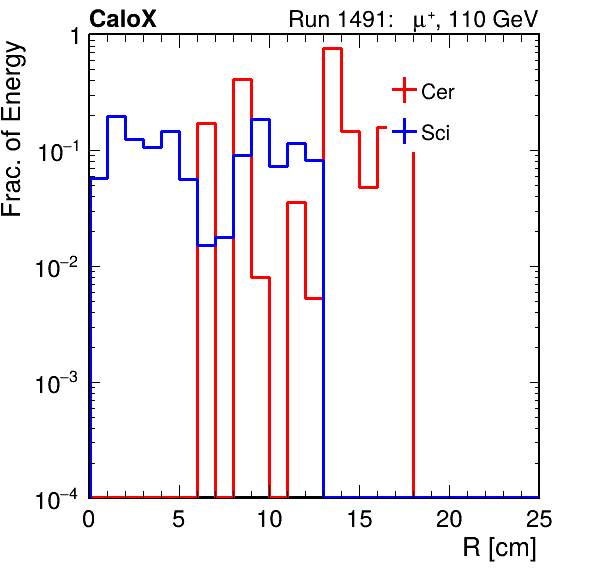 CaloX Run 1491: μ⁺, 110 GeV
Frac. of Energy
1
10⁻¹
10⁻²
10⁻³
10⁻⁴
Cer
Sci
0 5 10 15 20 25
R [cm]